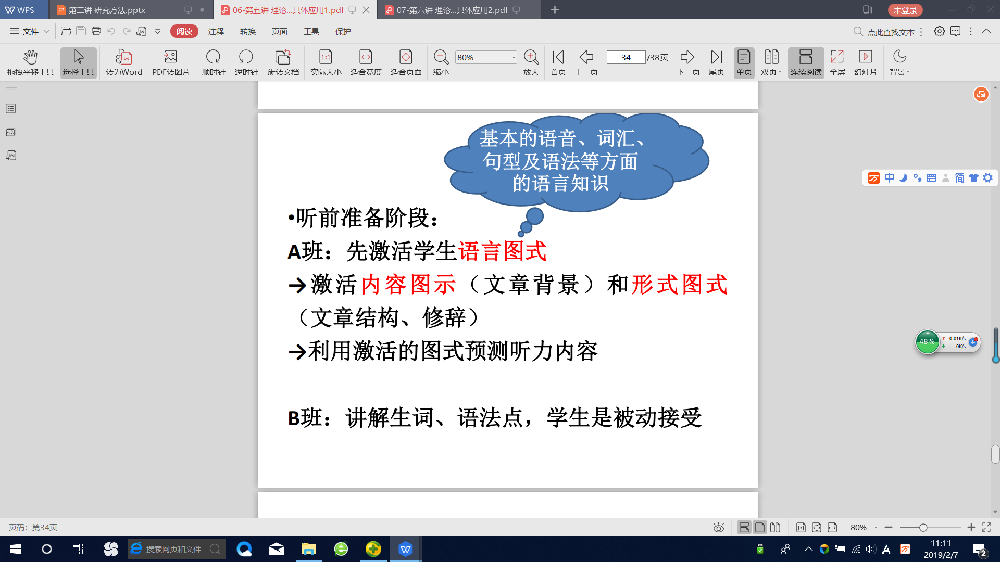 WPS
第二讲 研究方法.pptx
06-第五讲 理论...具体应用1.pdf
07-第六讲 理论...具体应用2.pdf
未登录
文件
阅读
注释
转换
页面
工具
保护
点此查找文本
拖拽平移工具
选择工具
转为Word
PDF转图片
顺时针
逆时针
旋转文档
1:1
实际大小
适合宽度
适合页面
缩小
80%
放大
首页
上一页
34
/38页
下一页
尾页
单页
双页
连续阅读
全屏
幻灯片
背景
基本的语音、词汇、
句型及语法等方面
的语言知识
•听前准备阶段：
A班：先激活学生语言图式
→激活内容图示（文章背景）和形式图式
（文章结构、修辞）
→利用激活的图式预测听力内容
B班：讲解生词、语法点，学生是被动接受
中
简
48%
0.01K/s
0K/s
页码：第34页
1:1
80%
搜索网页和文件
A
11:11
2019/2/7
2